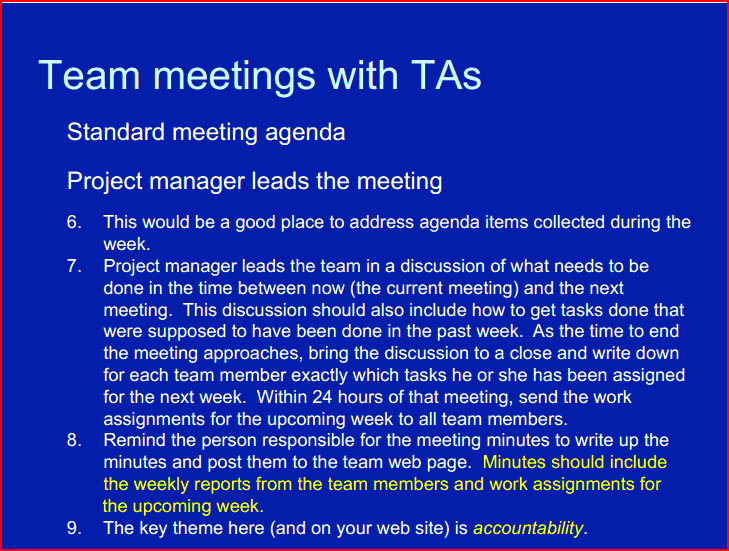 Team meetings with TAs
Standard meeting agenda
Project manager leads the meeting
6. This would be a good place to address agenda items collected during the
week.
7. Project manager leads the team in a discussion of what needs to be
done in the time between now (the current meeting) and the next
meeting.  This discussion should also include how to get tasks done that
were supposed to have been done in the past week.  As the time to end
the meeting approaches, bring the discussion to a close and write down
for each team member exactly which tasks he or she has been assigned
for the next week.  Within 24 hours of that meeting, send the work
assignments for the upcoming week to all team members.
8. Remind the person responsible for the meeting minutes to write up the
minutes and post them to the team web page.  Minutes should include
the weekly reports from the team members and work assignments for
the upcoming week.
9. The key theme here (and on your web site) is accountability.